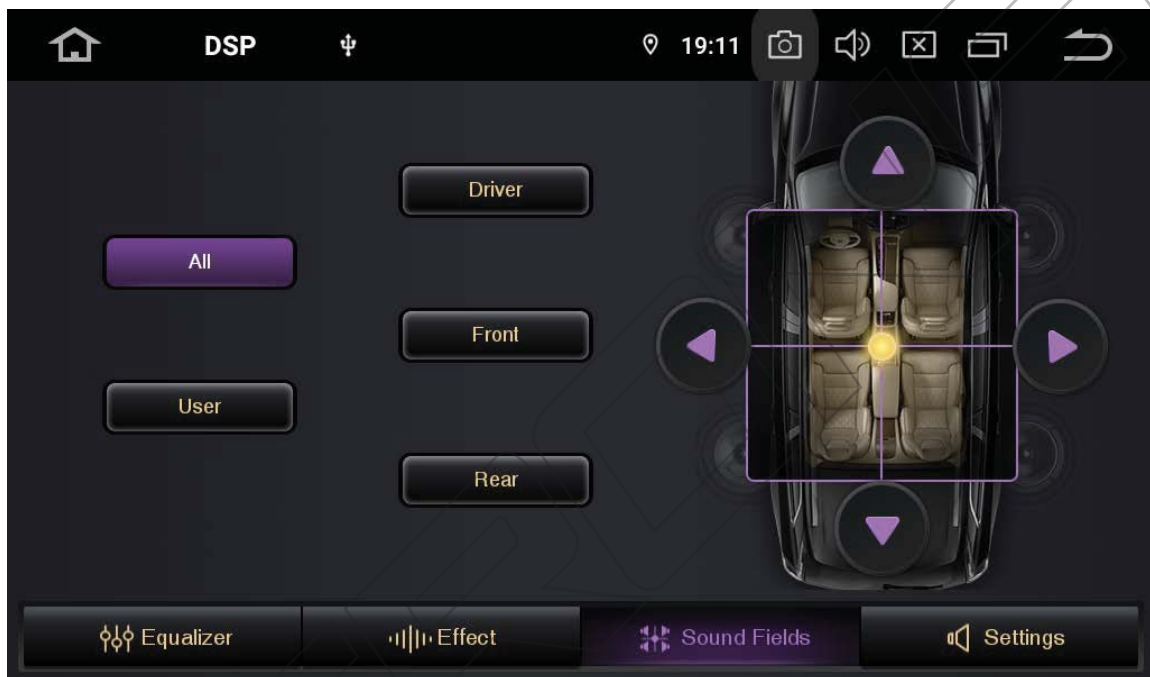 DSP 19:11
Driver
All
Front
User
Rear
Equalizer Effect Sound Fields Settings